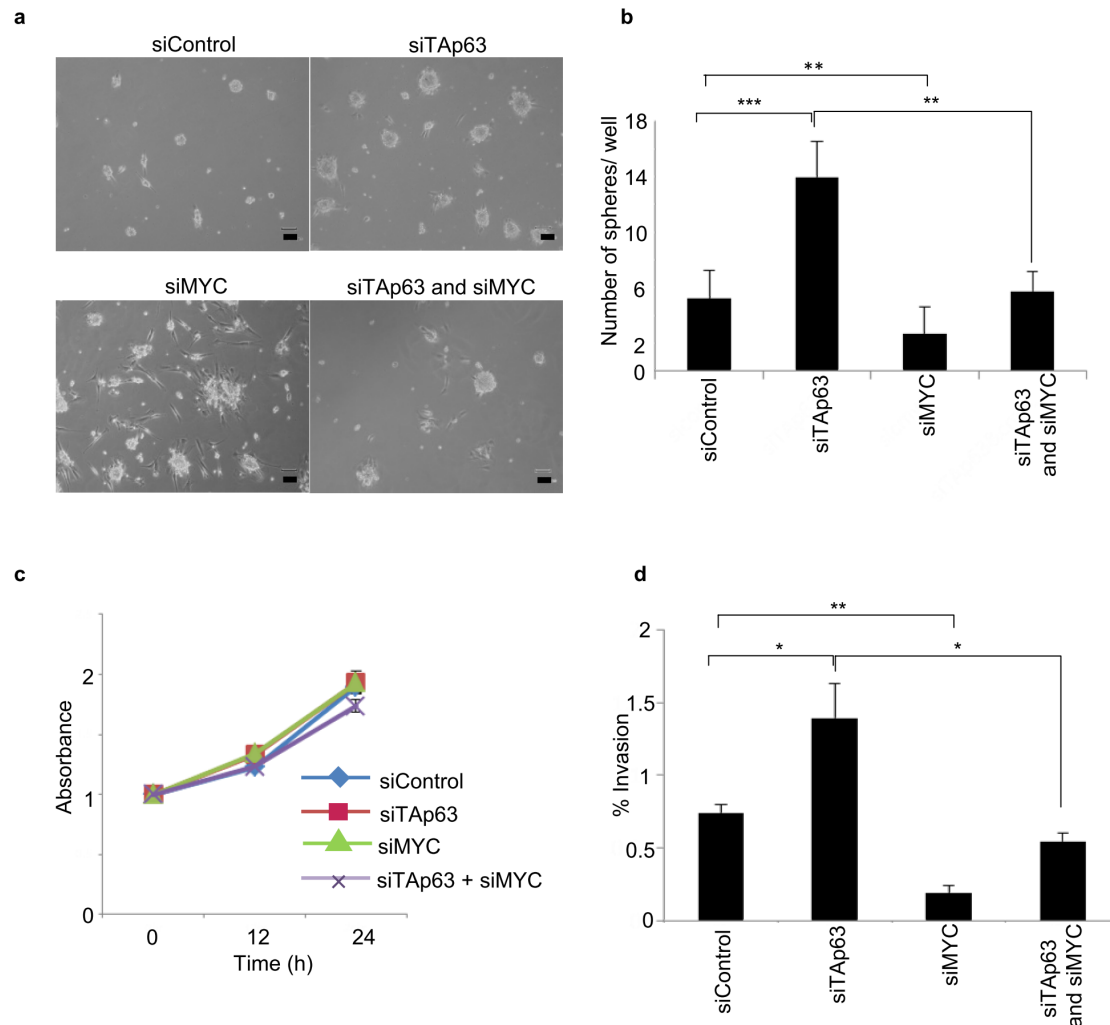 a
siControl
siTAp63
siMYC
siTAp63 and siMYC
b
**
***
**
18
14
10
6
2
0
Number of spheres/ well
siControl
siTAp63
siMYC
siTAp63
and siMYC
c
2
1
0
Absorbance
0
12
24
Time (h)
siControl
siTAp63
siMYC
siTAp63 + siMYC
d
**
*
*
2
1.5
1
0.5
0
% Invasion
siControl
siTAp63
siMYC
siTAp63
and siMYC